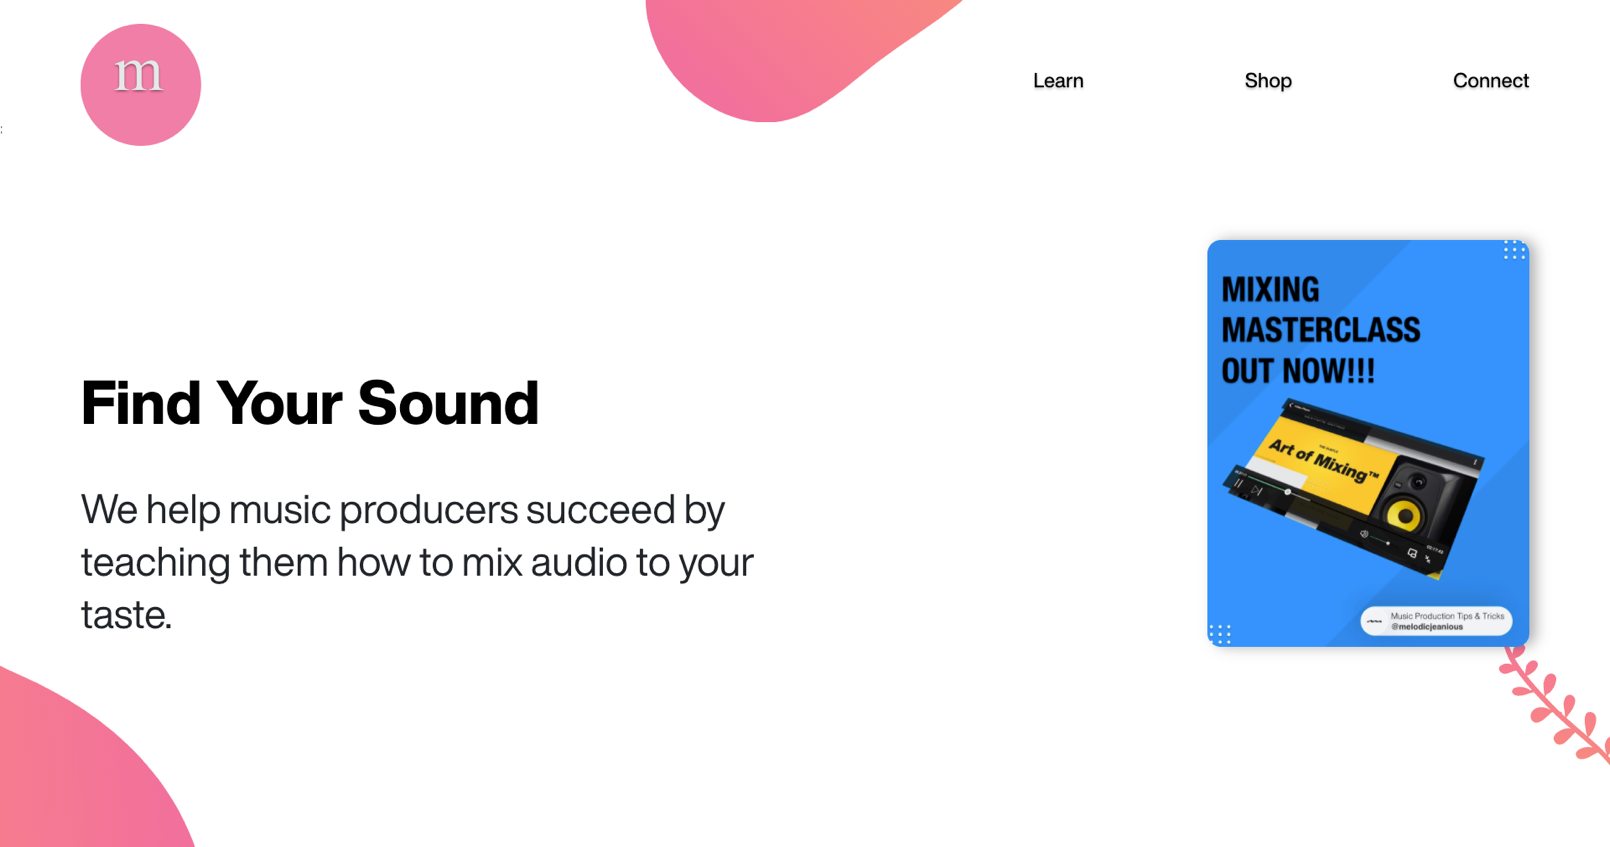 m
Learn
Shop
Connect
:
MIXING
MASTERCLASS
OUT NOW!!!
Find Your Sound
Art of Mixing™
We help music producers succeed by
teaching them how to mix audio to your
taste.
Music Production Tips & Tricks
@melodicjeanious